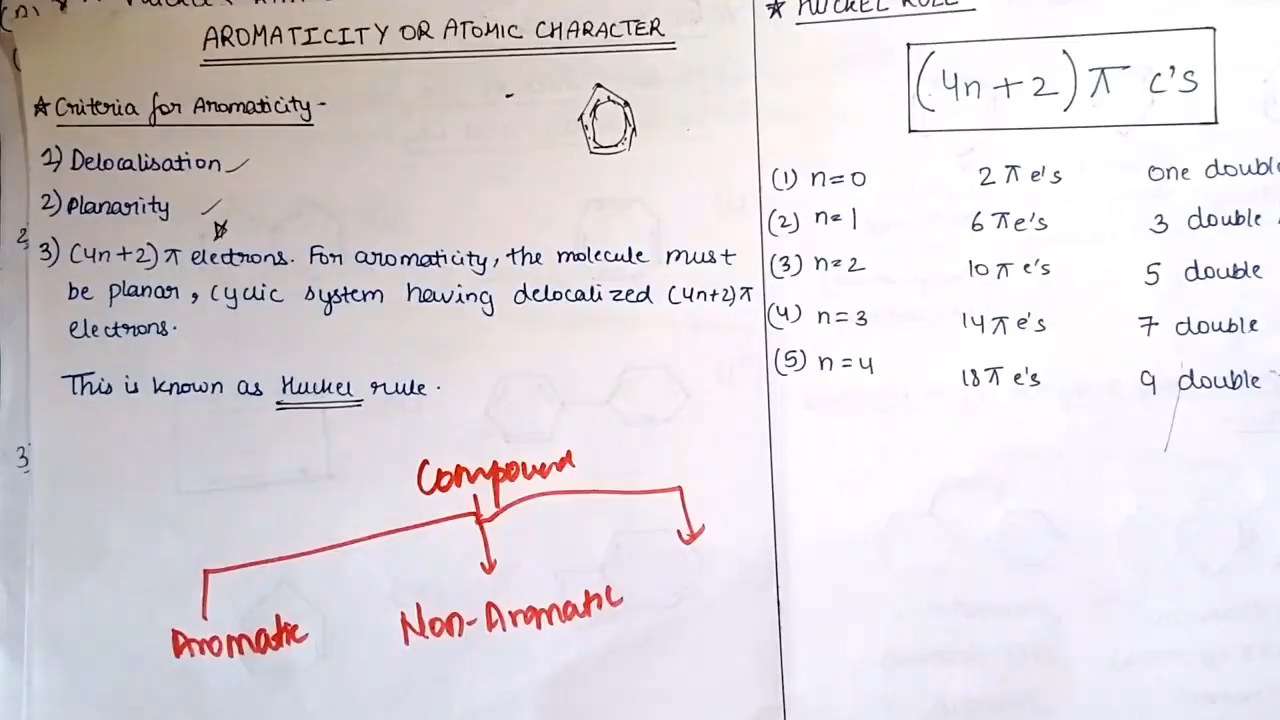 AROMATICITY OR ATOMIC CHARACTER
★ Criteria for Aromaticity -
1) Delocalisation
2) Planarity
3) (4n+2) π electrons. For aromaticity, the molecule must
be planar, cyclic system having delocalized (4n+2)π
electrons.
This is known as Huckel rule.
3
Compound
Aromatic
Non-Aromatic
★ HUCKEL RULE
(4n+2) π e's
(1) n=0 2 π e's one double
(2) n=1 6 π e's 3 double
(3) n=2 10 π e's 5 double
(4) n=3 14 π e's 7 double
(5) n=4 18 π e's 9 double